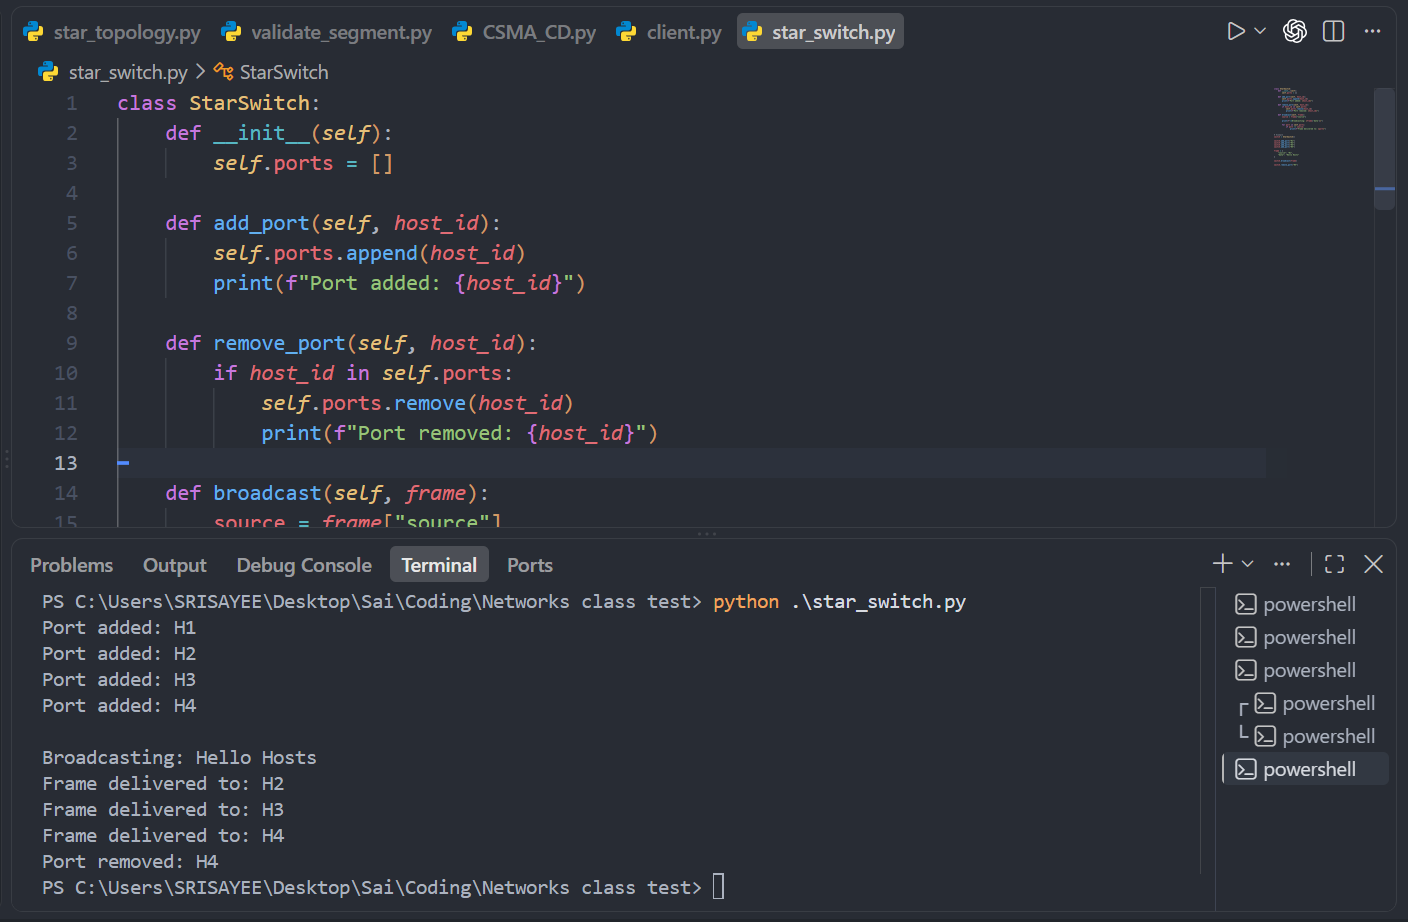 star_topology.py validate_segment.py CSMA_CD.py client.py star_switch.py
star_switch.py > StarSwitch
1 class StarSwitch:
2     def __init__(self):
3         self.ports = []
4
5     def add_port(self, host_id):
6         self.ports.append(host_id)
7         print(f"Port added: {host_id}")
8
9     def remove_port(self, host_id):
10         if host_id in self.ports:
11             self.ports.remove(host_id)
12             print(f"Port removed: {host_id}")
13
14     def broadcast(self, frame):
15         source = frame["source"]
Problems Output Debug Console Terminal Ports
PS C:\Users\SRISAYEE\Desktop\Sai\Coding\Networks class test> python .\star_switch.py
Port added: H1
Port added: H2
Port added: H3
Port added: H4

Broadcasting: Hello Hosts
Frame delivered to: H2
Frame delivered to: H3
Frame delivered to: H4
Port removed: H4
PS C:\Users\SRISAYEE\Desktop\Sai\Coding\Networks class test>
powershell
powershell
powershell
powershell
powershell
powershell